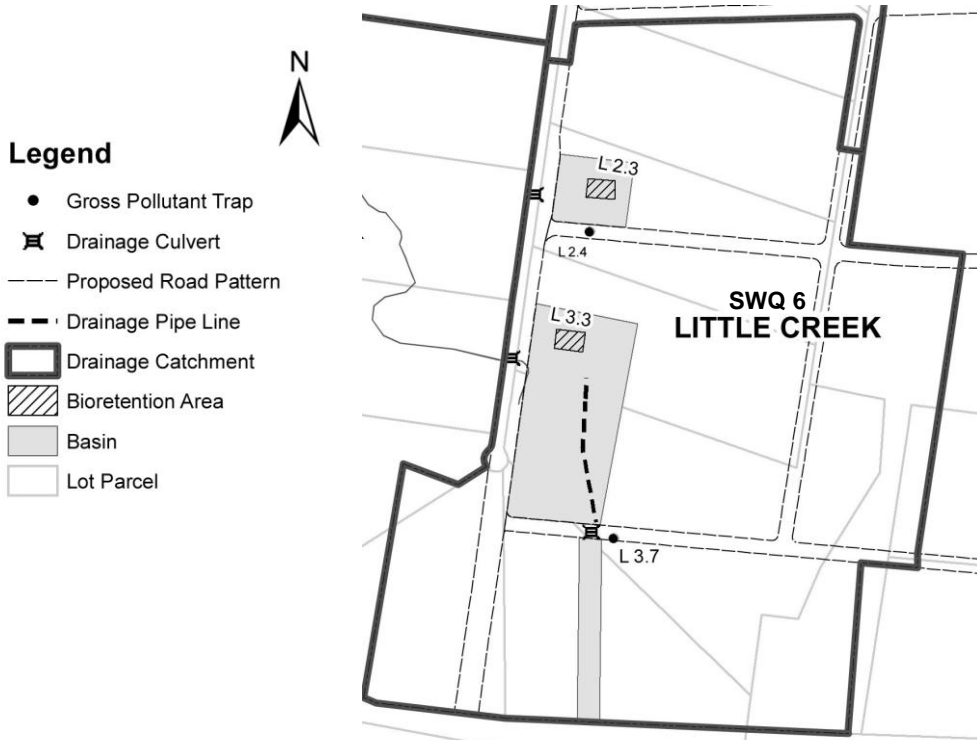 N
Legend
Gross Pollutant Trap
Drainage Culvert
Proposed Road Pattern
Drainage Pipe Line
Drainage Catchment
Bioretention Area
Basin
Lot Parcel
L 2.3
L 2.4
SWQ 6
LITTLE CREEK
L 3.3
L 3.7